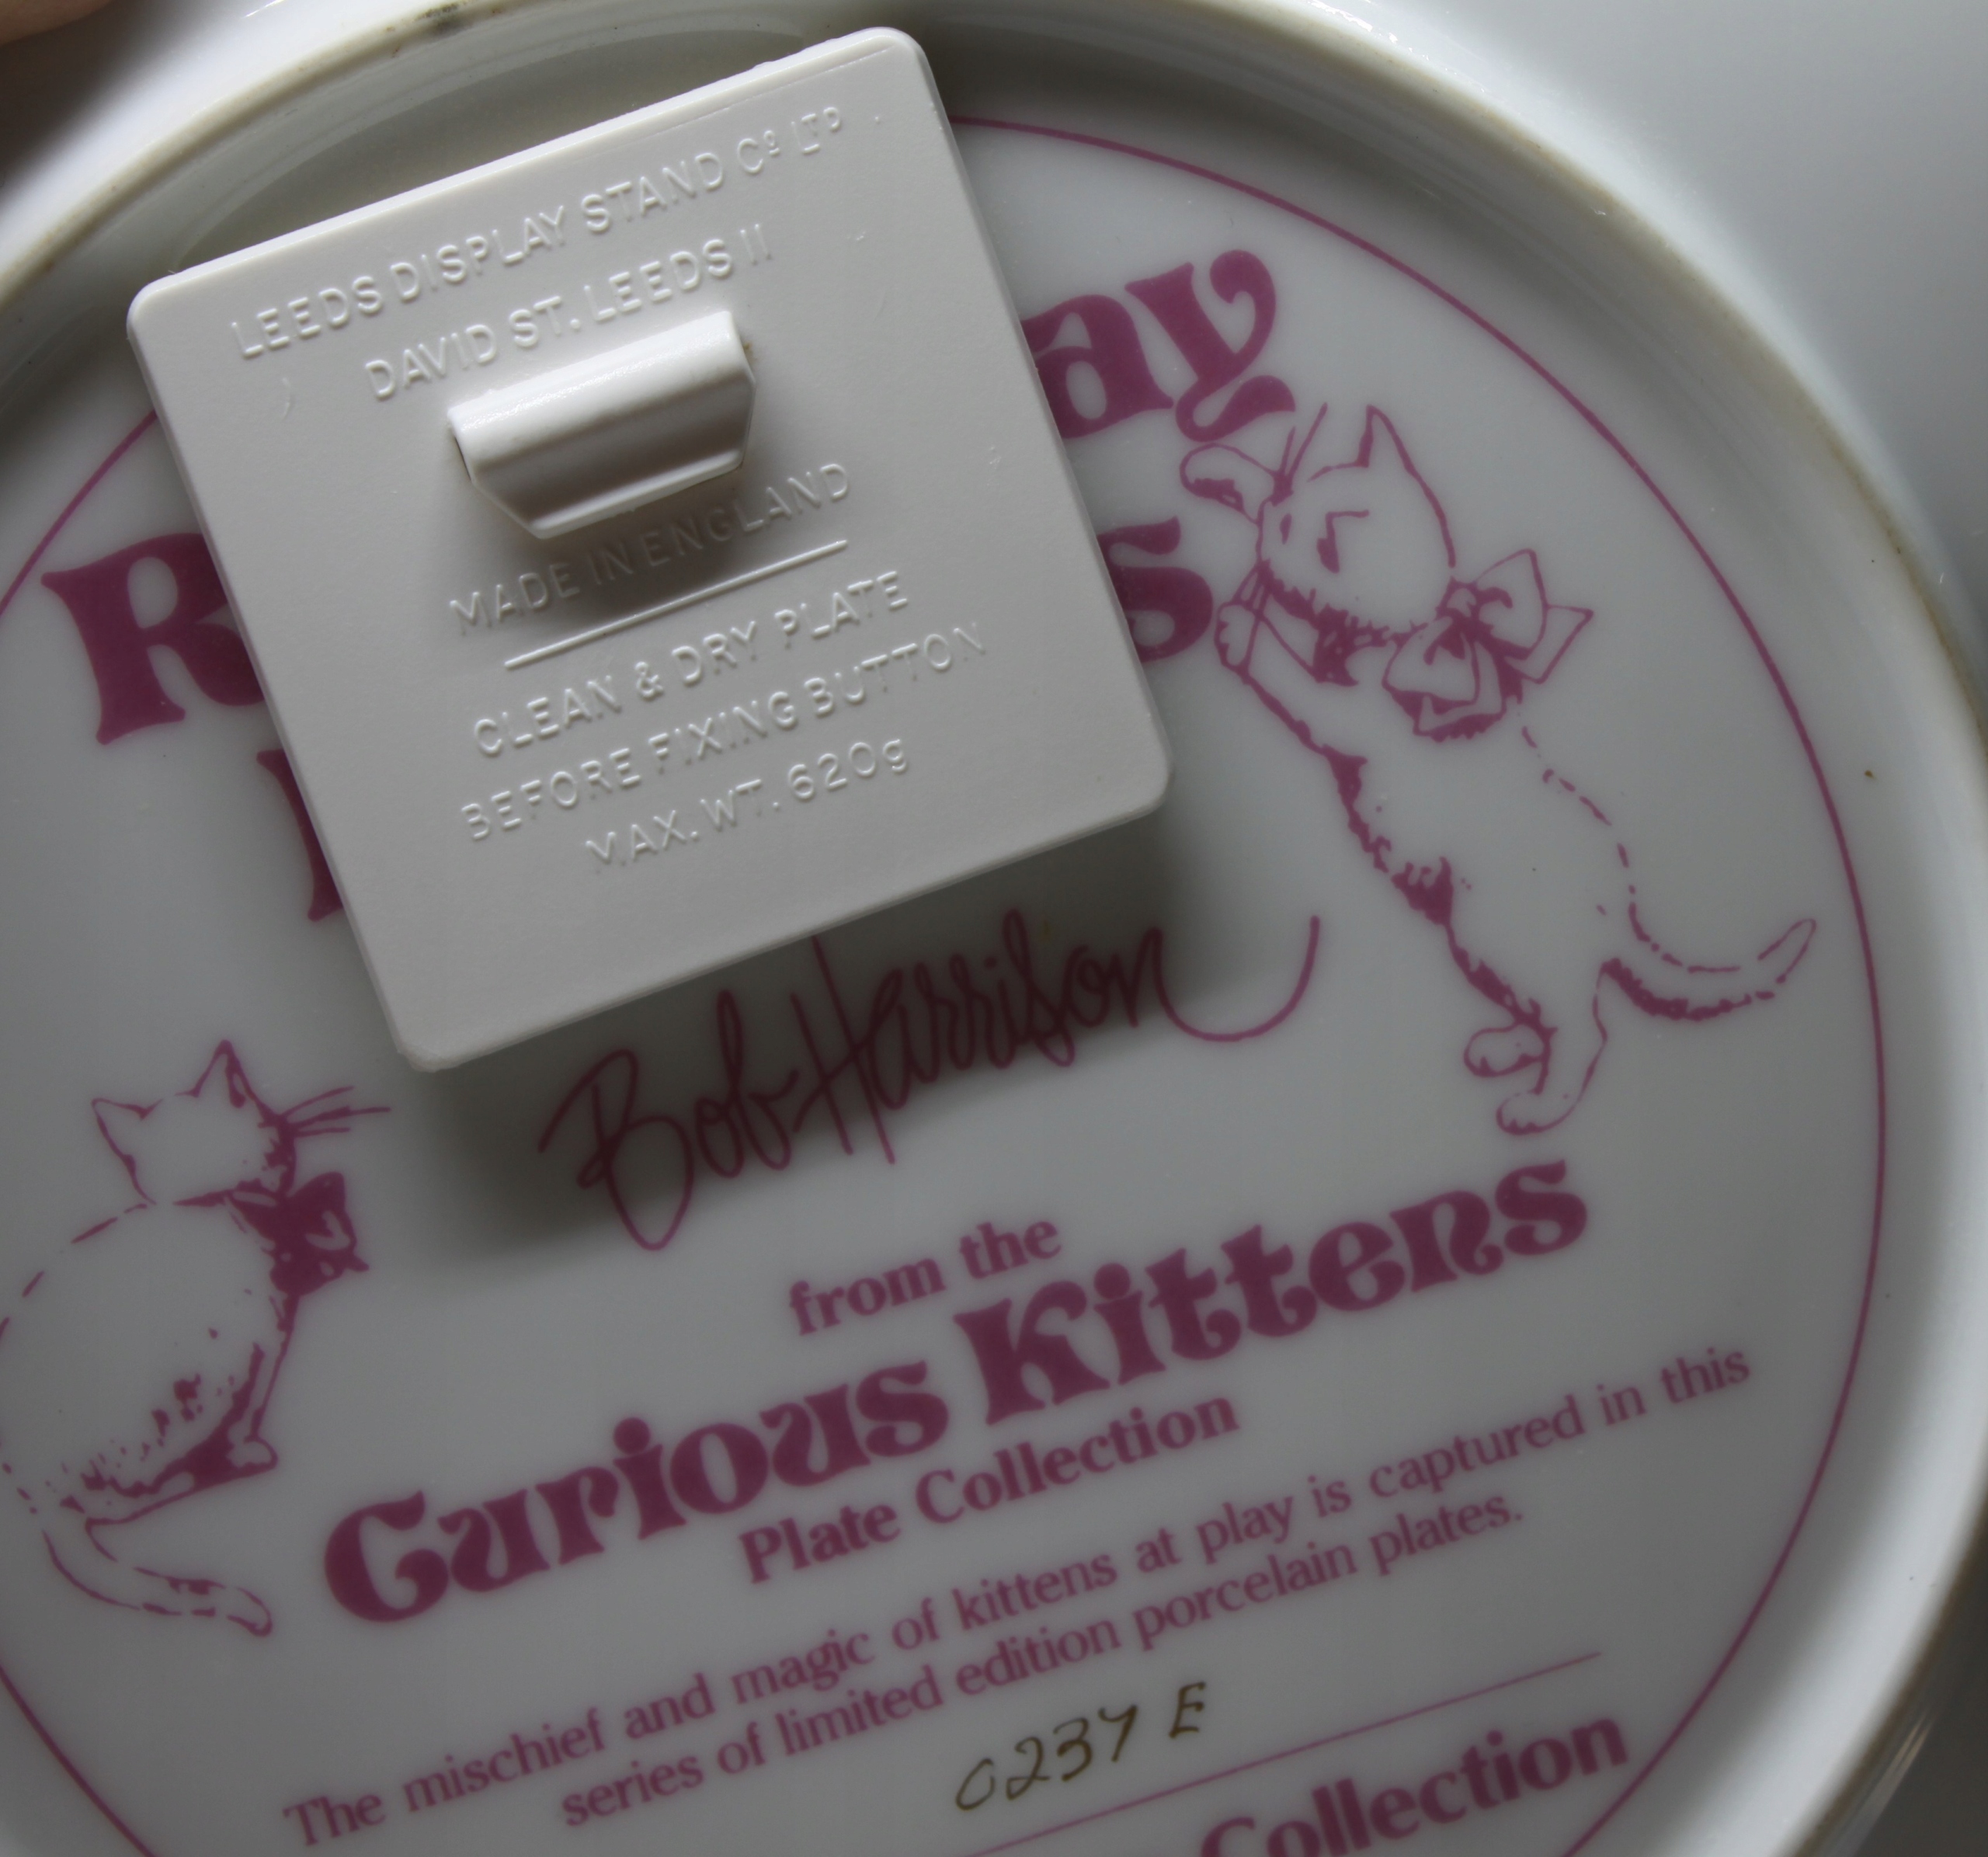 LEEDS DISPLAY STAND Cº LTD
DAVID ST. LEEDS 11
MADE IN ENGLAND
CLEAN & DRY PLATE
BEFORE FIXING BUTTON
MAX. WT. 620g
Bob Harrison
from the
Curious Kittens
Plate Collection
The mischief and magic of kittens at play is captured in this
series of limited edition porcelain plates.
0237 E
Collection